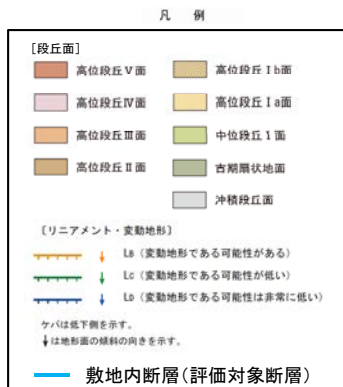 凡 例
[段丘面]
高位段丘Ⅴ面
高位段丘Ⅳ面
高位段丘Ⅲ面
高位段丘Ⅱ面
高位段丘Ⅰb面
高位段丘Ⅰa面
中位段丘1面
古期扇状地面
沖積段丘面
[リニアメント・変動地形]
LB (変動地形である可能性がある)
LC (変動地形である可能性が低い)
LD (変動地形である可能性は非常に低い)
ケバは低下側を示す。
↓は地形面の傾斜の向きを示す。
敷地内断層(評価対象断層)